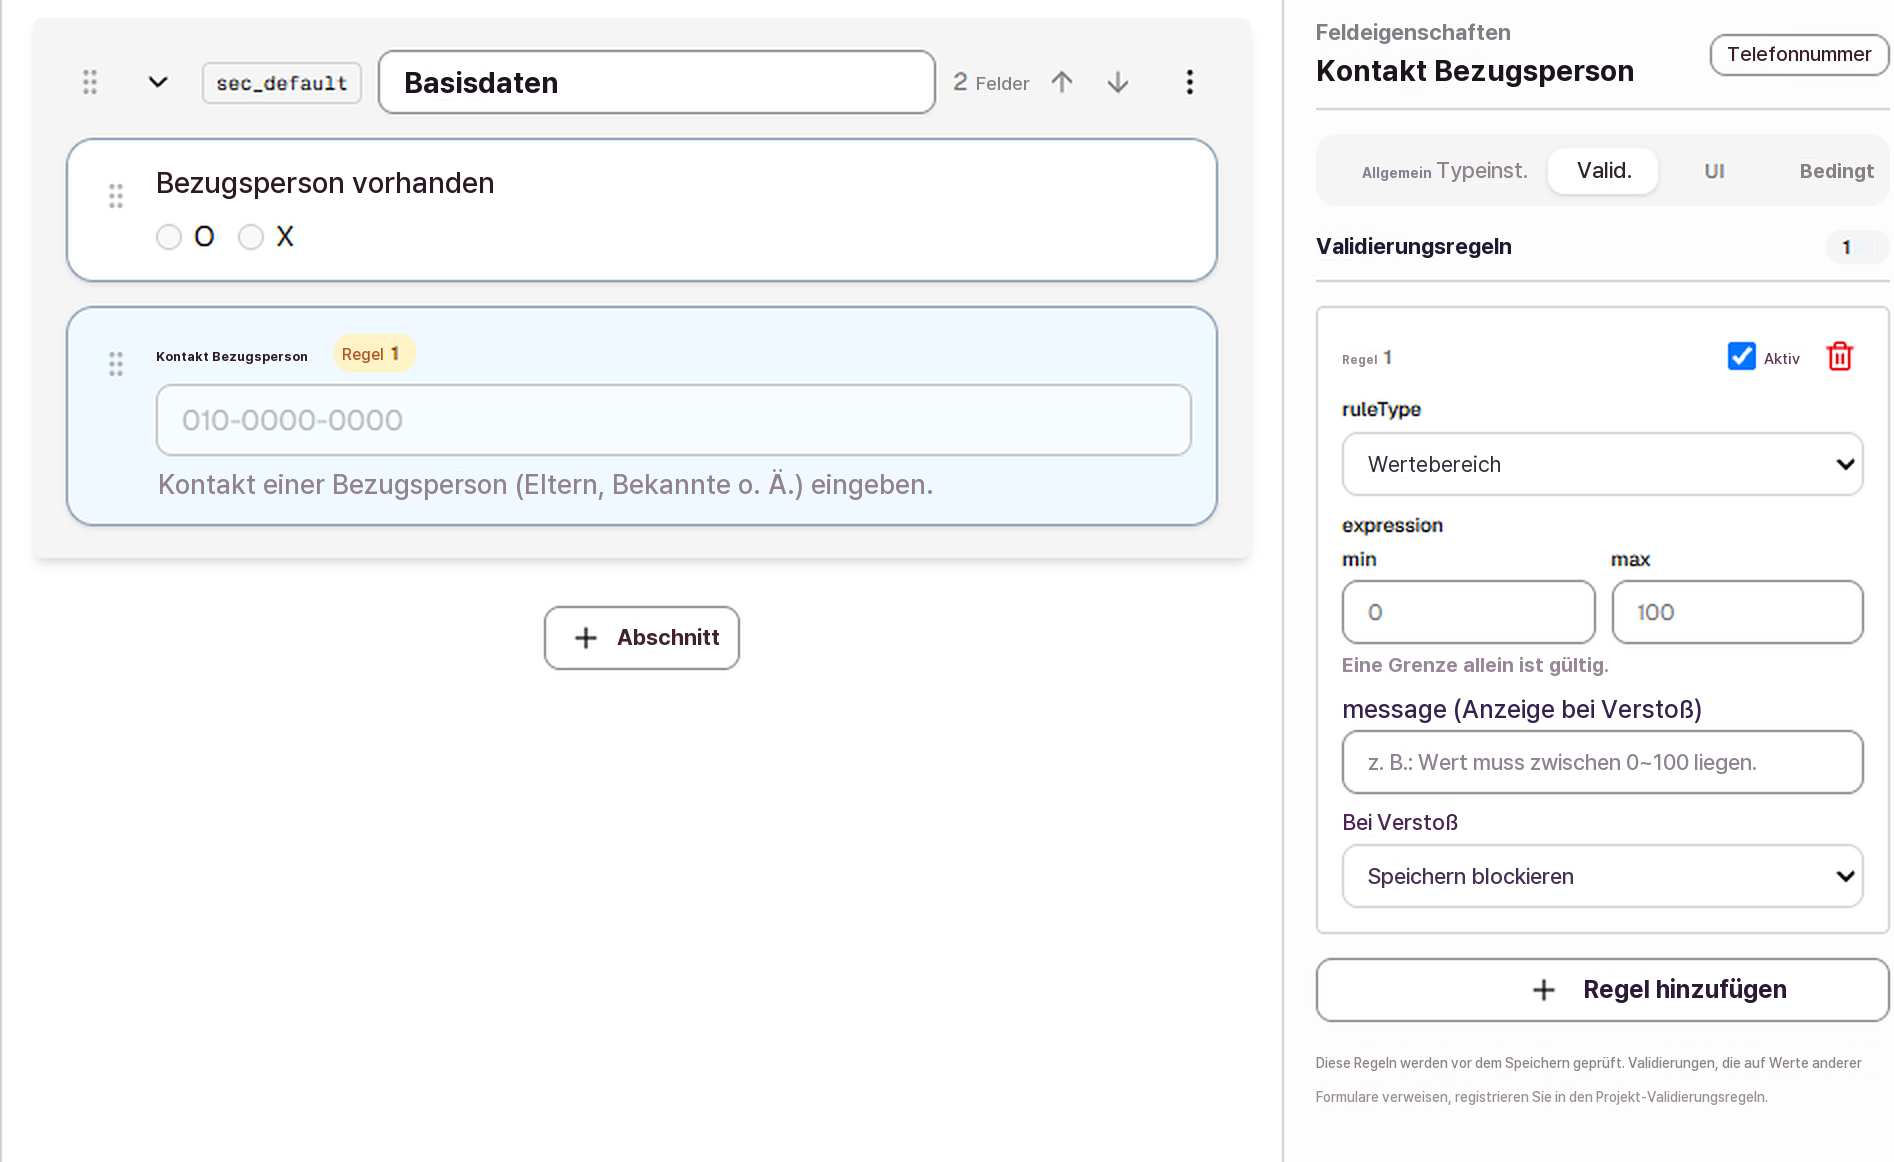 sec_default
Basisdaten
2 Felder
Bezugsperson vorhanden
O X
Kontakt Bezugsperson Regel 1
010-0000-0000
Kontakt einer Bezugsperson (Eltern, Bekannte o. Ä.) eingeben.
Abschnitt
Feldeigenschaften
Kontakt Bezugsperson
Telefonnummer
Allgemein Typeinst. Valid. UI Bedingt
Validierungsregeln 1
Regel 1 Aktiv
ruleType
Wertebereich
expression
min max
0 100
Eine Grenze allein ist gültig.
message (Anzeige bei Verstoß)
z. B.: Wert muss zwischen 0~100 liegen.
Bei Verstoß
Speichern blockieren
Regel hinzufügen
Diese Regeln werden vor dem Speichern geprüft. Validierungen, die auf Werte anderer
Formulare verweisen, registrieren Sie in den Projekt-Validierungsregeln.